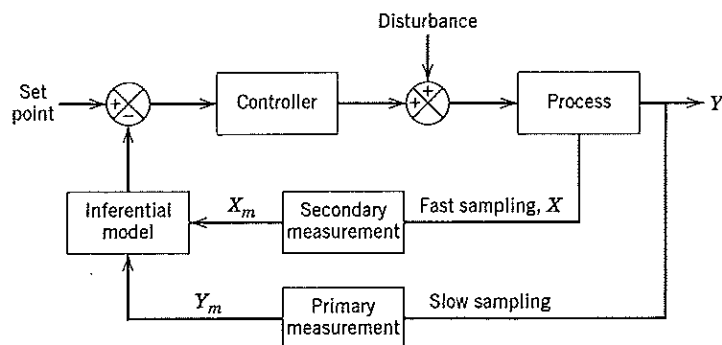 Disturbance
Set
point
+
−
Controller
+
+
Process
Y
Inferential
model
X_m
Secondary
measurement
Fast sampling, X
Y_m
Primary
measurement
Slow sampling